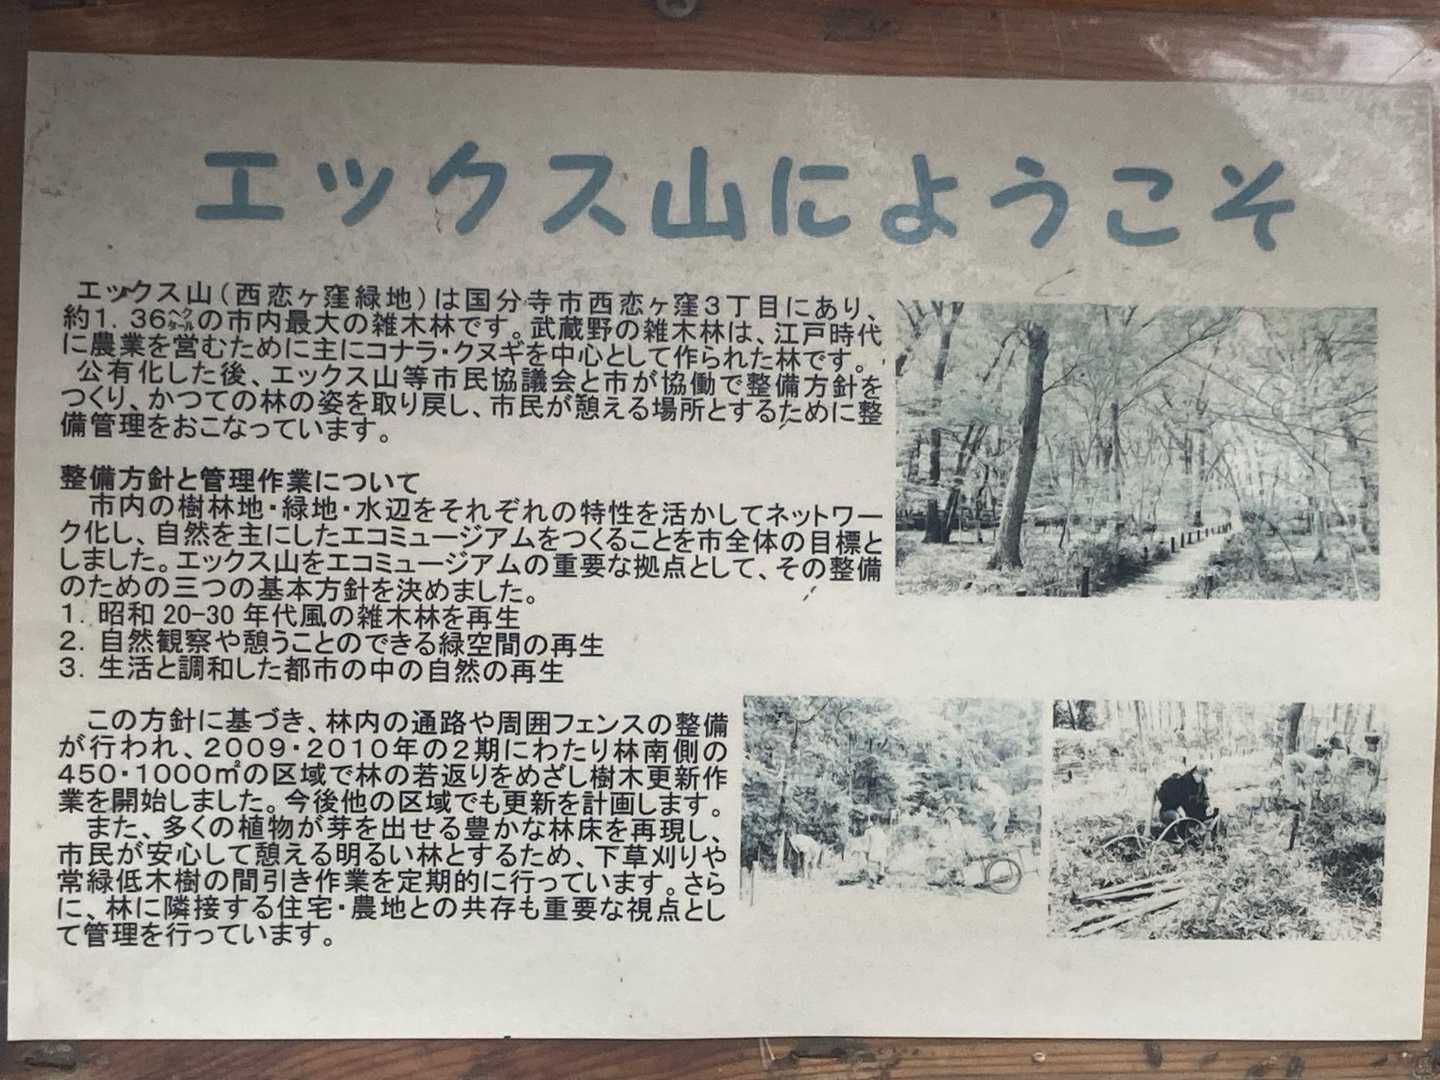 エックス山にようこそ
エックス山(西恋ヶ窪緑地)は国分寺市西恋ヶ窪3丁目にあり、
約1.36㌶の市内最大の雑木林です。武蔵野の雑木林は、江戸時代
に農業を営むために主にコナラ・クヌギを中心として作られた林です。
公有化した後、エックス山等市民協議会と市が協働で整備方針を
つくり、かつての林の姿を取り戻し、市民が憩える場所とするために整
備管理をおこなっています。
整備方針と管理作業について
市内の樹林地・緑地・水辺をそれぞれの特性を活かしてネットワー
ク化し、自然を主にしたエコミュージアムをつくることを市全体の目標と
しました。エックス山をエコミュージアムの重要な拠点として、その整備
のための三つの基本方針を決めました。
1. 昭和20-30年代風の雑木林を再生
2. 自然観察や憩うことのできる緑空間の再生
3. 生活と調和した都市の中の自然の再生
この方針に基づき、林内の通路や周囲フェンスの整備
が行われ、2009・2010年の2期にわたり林南側の
450・1000㎡の区域で林の若返りをめざし樹木更新作
業を開始しました。今後他の区域でも更新を計画します。
また、多くの植物が芽を出せる豊かな林床を再現し、
市民が安心して憩える明るい林とするため、下草刈りや
常緑低木樹の間引き作業を定期的に行っています。さら
に、林に隣接する住宅・農地との共存も重要な視点とし
て管理を行っています。